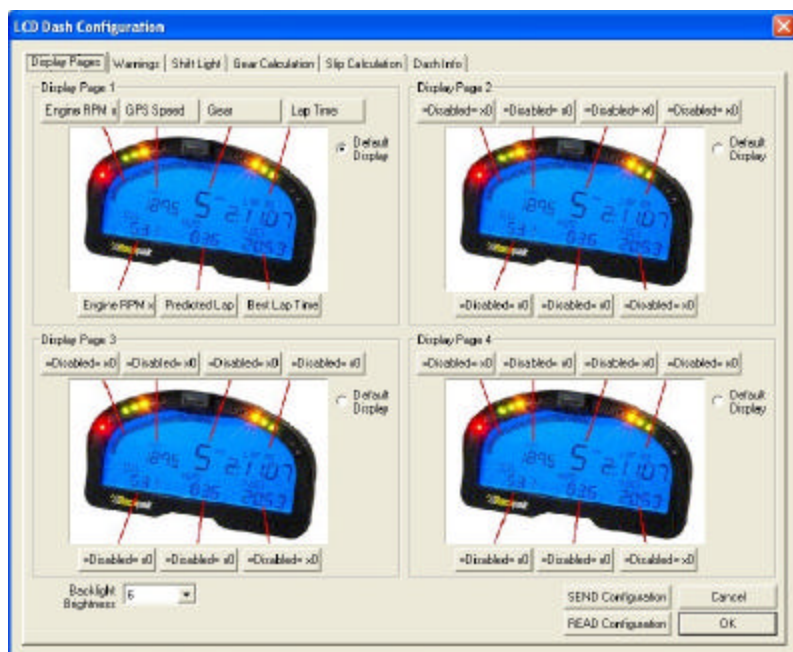 LCD Dash Configuration
Display Pages Warnings Shift Light Gear Calculation Slip Calculation Dash Info
Display Page 1
Engine RPM x GPS Speed Gear Lap Time
Default
Display
Engine RPM x Predicted Lap Best Lap Time
Display Page 2
=Disabled= x0 =Disabled= x0 =Disabled= x0 =Disabled= x0
Default
Display
=Disabled= x0 =Disabled= x0 =Disabled= x0
Display Page 3
=Disabled= x0 =Disabled= x0 =Disabled= x0 =Disabled= x0
Default
Display
=Disabled= x0 =Disabled= x0 =Disabled= x0
Display Page 4
=Disabled= x0 =Disabled= x0 =Disabled= x0 =Disabled= x0
Default
Display
=Disabled= x0 =Disabled= x0 =Disabled= x0
Backlight
Brightness
6
SEND Configuration Cancel
READ Configuration OK